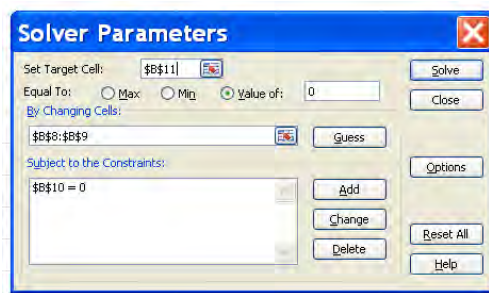 Solver Parameters
Set Target Cell: $B$11 Solve
Equal To: Max Min Value of: 0 Close
By Changing Cells:
$B$8:$B$9 Guess
Subject to the Constraints: Options
$B$10 = 0 Add
Change
Delete Reset All
Help